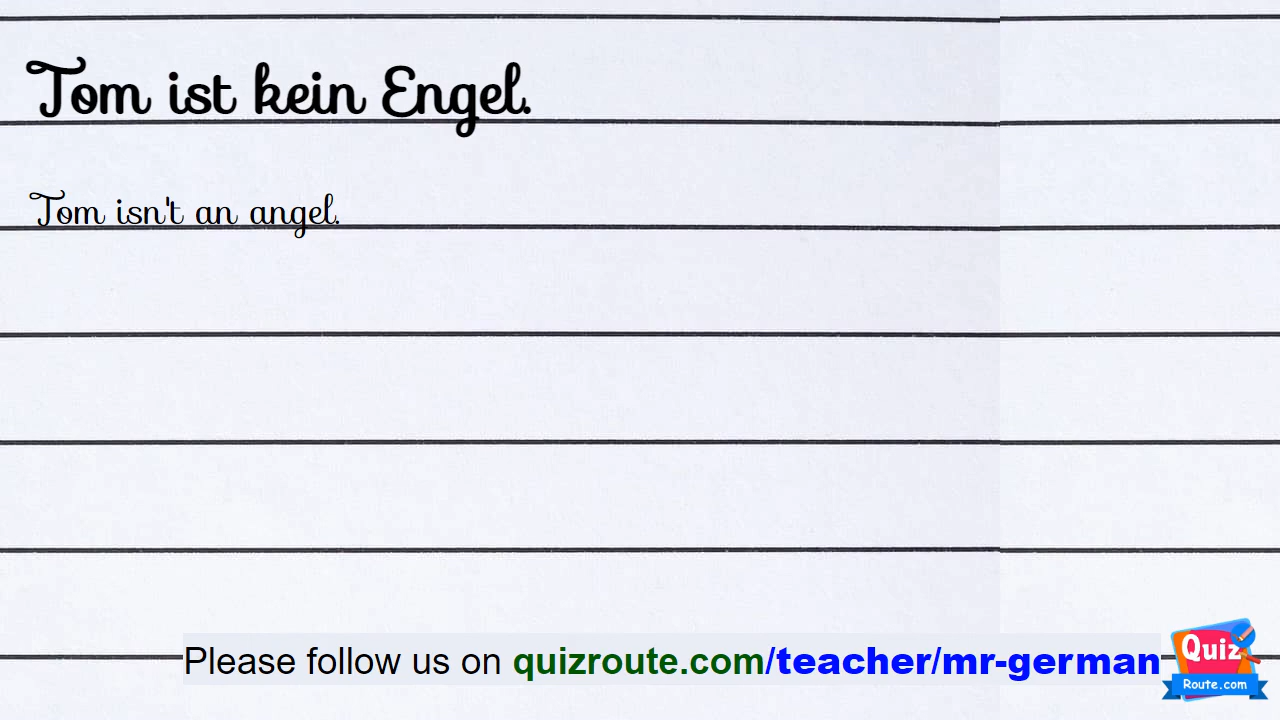 Tom ist kein Engel.
Tom isn't an angel.
Please follow us on quizroute.com/teacher/mr-german
Quiz
Route.com